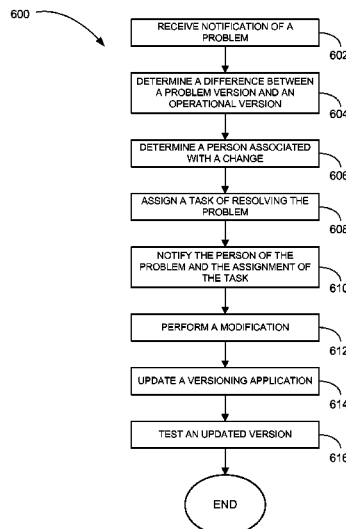 600
RECEIVE NOTIFICATION OF A
PROBLEM
602
DETERMINE A DIFFERENCE BETWEEN
A PROBLEM VERSION AND AN
OPERATIONAL VERSION
604
DETERMINE A PERSON ASSOCIATED
WITH A CHANGE
606
ASSIGN A TASK OF RESOLVING THE
PROBLEM
608
NOTIFY THE PERSON OF THE
PROBLEM AND THE ASSIGNMENT OF
THE TASK
610
PERFORM A MODIFICATION
612
UPDATE A VERSIONING APPLICATION
614
TEST AN UPDATED VERSION
616
END